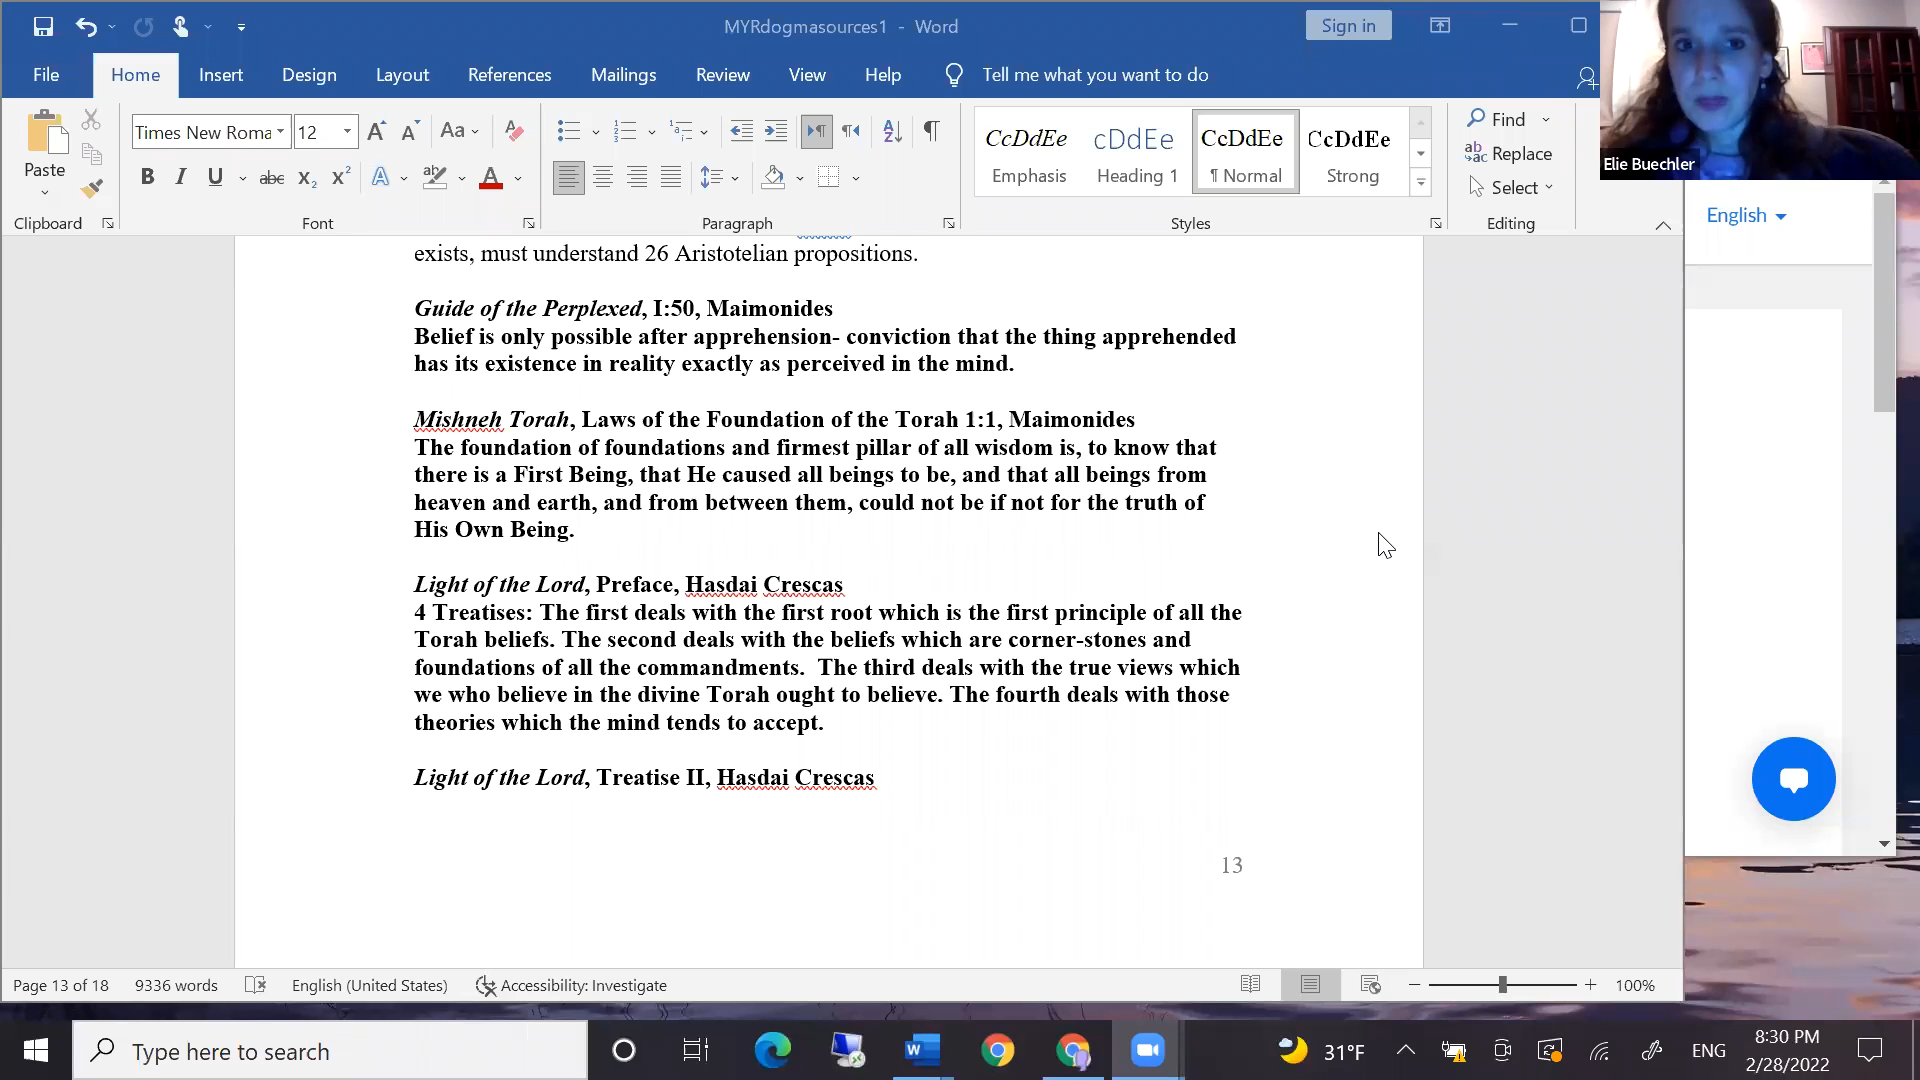 MYRdogmasources1 - Word
Sign in
File Home Insert Design Layout References Mailings Review View Help Tell me what you want to do
Times New Roma 12 Aa
Paste
B I U abc X2 X2 A ab A
CcDdEe cDdEe CcDdEe CcDdEe
Emphasis Heading 1 ¶ Normal Strong
Find
Replace
Select
Clipboard Font Paragraph Styles Editing
Elie Buechler
English
exists, must understand 26 Aristotelian propositions.
Guide of the Perplexed, I:50, Maimonides
Belief is only possible after apprehension- conviction that the thing apprehended
has its existence in reality exactly as perceived in the mind.
Mishneh Torah, Laws of the Foundation of the Torah 1:1, Maimonides
The foundation of foundations and firmest pillar of all wisdom is, to know that
there is a First Being, that He caused all beings to be, and that all beings from
heaven and earth, and from between them, could not be if not for the truth of
His Own Being.
Light of the Lord, Preface, Hasdai Crescas
4 Treatises: The first deals with the first root which is the first principle of all the
Torah beliefs. The second deals with the beliefs which are corner-stones and
foundations of all the commandments.  The third deals with the true views which
we who believe in the divine Torah ought to believe. The fourth deals with those
theories which the mind tends to accept.
Light of the Lord, Treatise II, Hasdai Crescas
13
Page 13 of 18 9336 words English (United States) Accessibility: Investigate 100%
Type here to search
31°F ENG
8:30 PM
2/28/2022